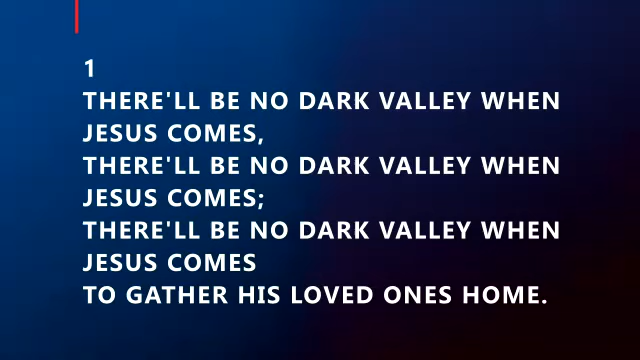 1
THERE'LL BE NO DARK VALLEY WHEN
JESUS COMES,
THERE'LL BE NO DARK VALLEY WHEN
JESUS COMES;
THERE'LL BE NO DARK VALLEY WHEN
JESUS COMES
TO GATHER HIS LOVED ONES HOME.